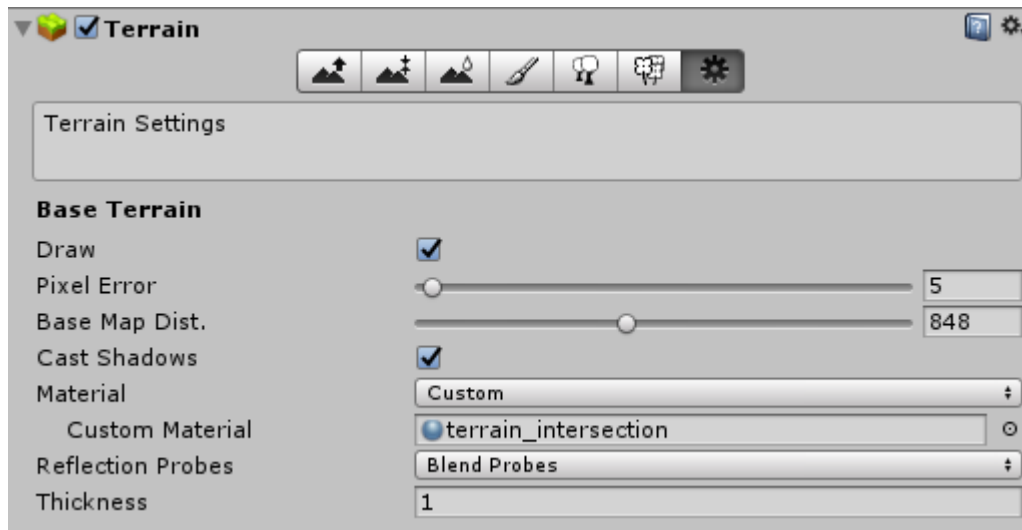 Terrain
Terrain Settings
Base Terrain
Draw
Pixel Error 5
Base Map Dist. 848
Cast Shadows
Material Custom
Custom Material terrain_intersection
Reflection Probes Blend Probes
Thickness 1